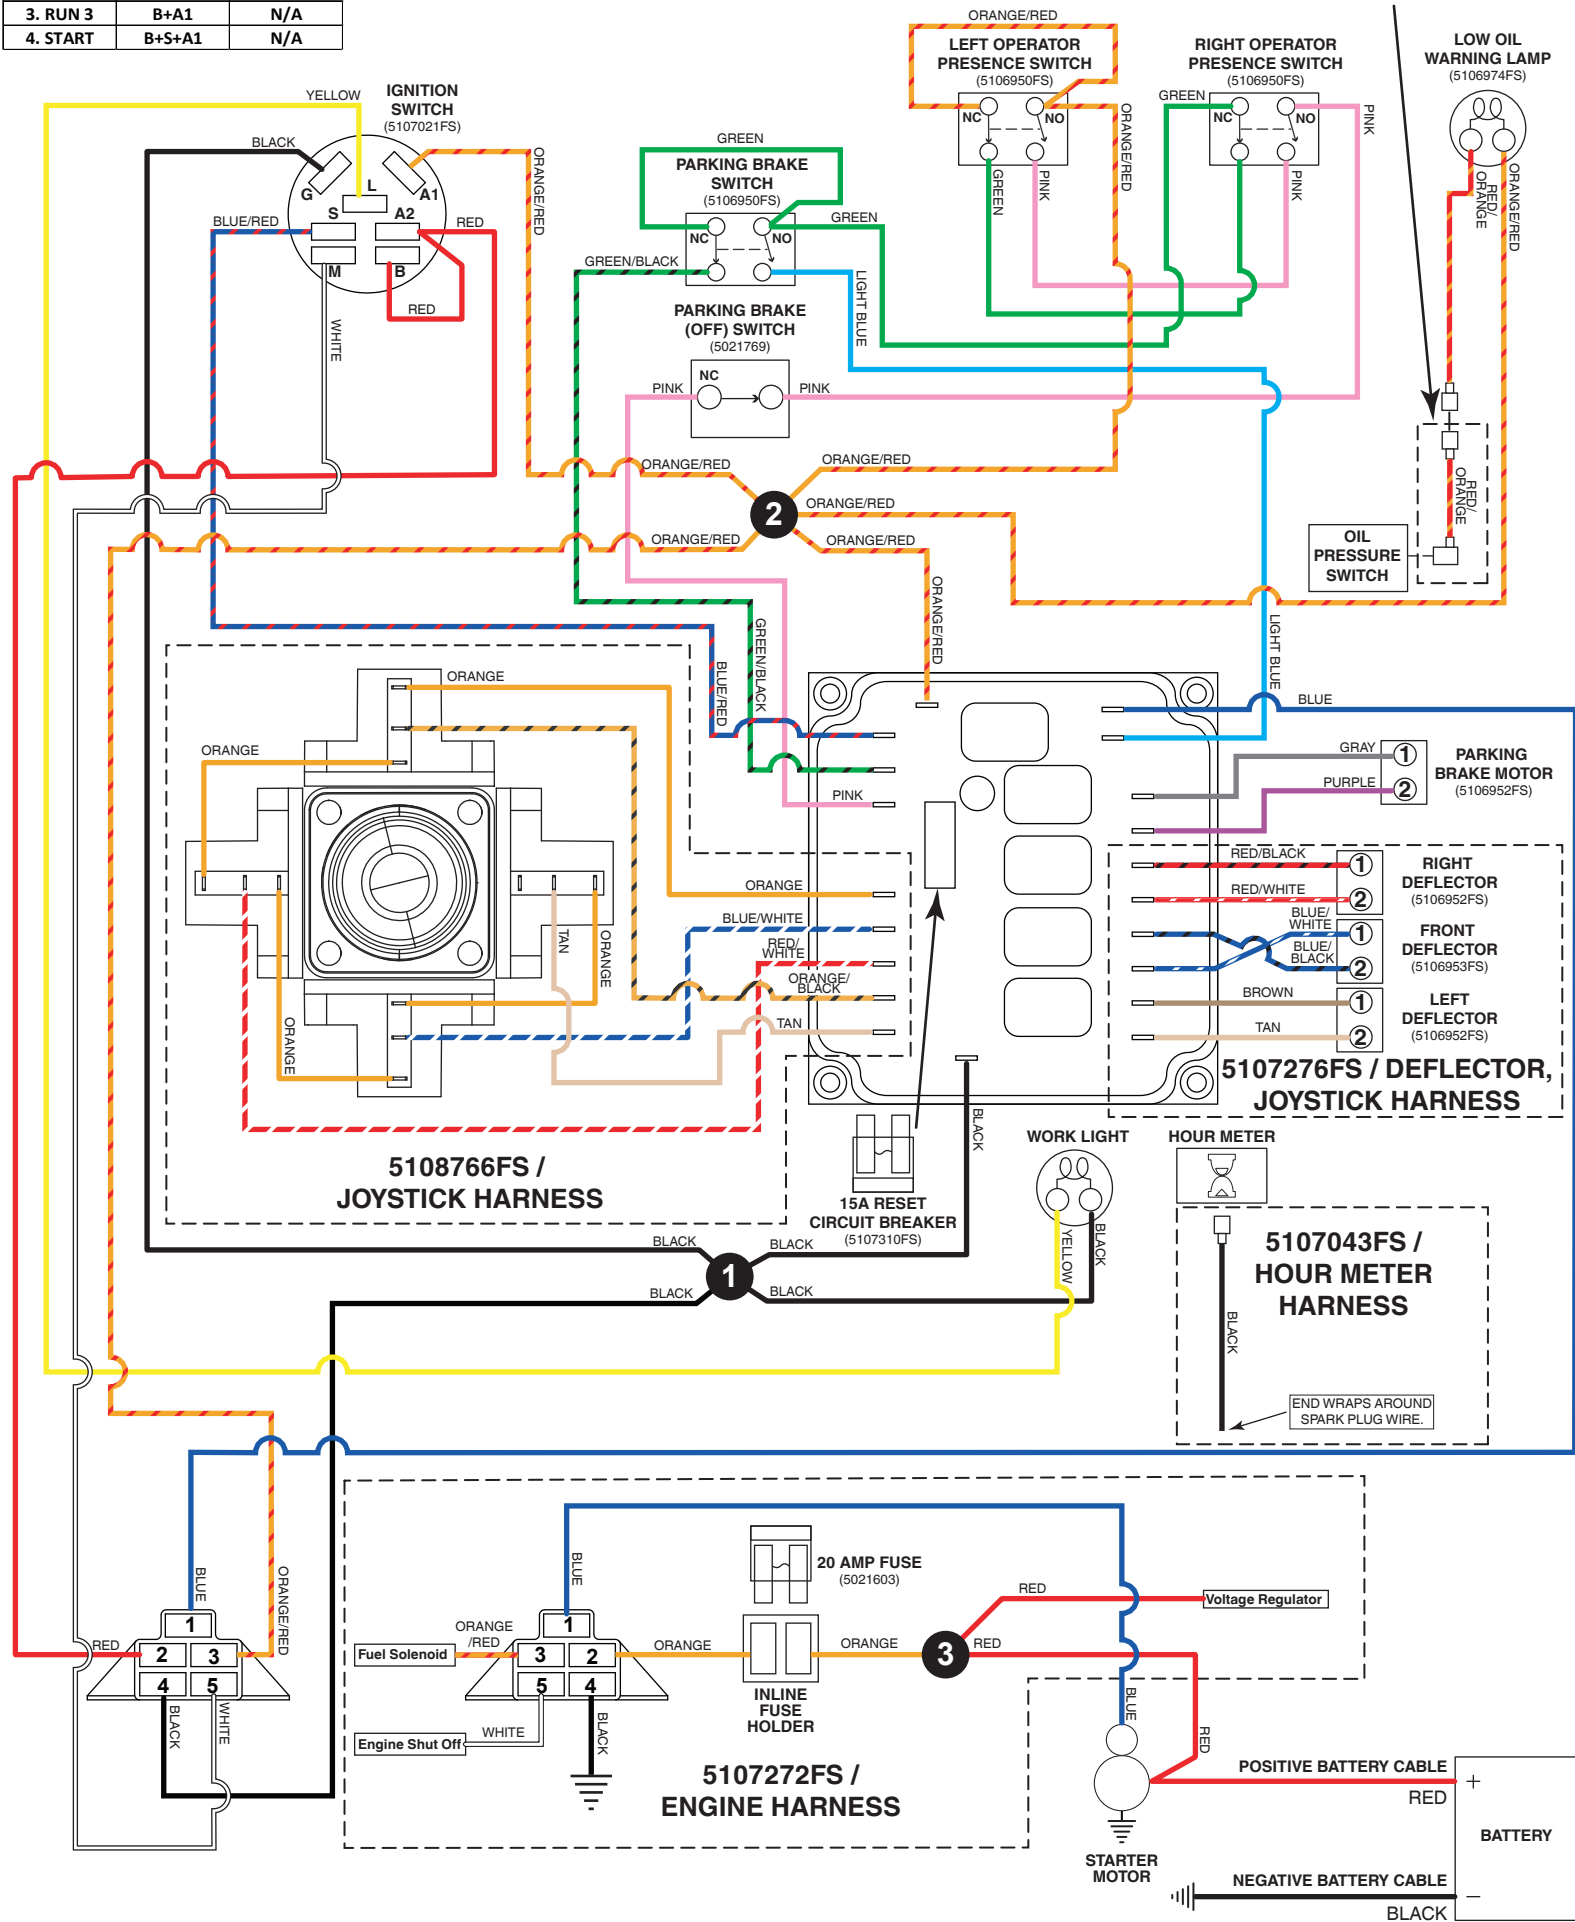 3. RUN 3 B+A1 N/A
4. START B+S+A1 N/A
ORANGE/RED
LEFT OPERATOR
PRESENCE SWITCH
(5106950FS)
NC
NO
GREEN
PINK
ORANGE/RED
RIGHT OPERATOR
PRESENCE SWITCH
(5106950FS)
GREEN
NC
NO
PINK
PINK
LOW OIL
WARNING LAMP
(5106974FS)
RED/
ORANGE
ORANGE/RED
YELLOW
IGNITION
SWITCH
(5107021FS)
BLACK
G
L
A1
S
A2
M
B
BLUE/RED
RED
RED
WHITE
ORANGE/RED
GREEN
PARKING BRAKE
SWITCH
(5106950FS)
NC
NO
GREEN
GREEN/BLACK
LIGHT BLUE
PARKING BRAKE
(OFF) SWITCH
(5021769)
NC
PINK
PINK
ORANGE/RED
ORANGE/RED
2
ORANGE/RED
ORANGE/RED
ORANGE/RED
ORANGE/RED
RED/
ORANGE
OIL
PRESSURE
SWITCH
LIGHT BLUE
BLUE/RED
GREEN/BLACK
ORANGE
ORANGE
PINK
ORANGE
BLUE/WHITE
RED/
WHITE
ORANGE/
BLACK
TAN
TAN
ORANGE
ORANGE
BLUE
GRAY
1
PURPLE
2
PARKING
BRAKE MOTOR
(5106952FS)
RED/BLACK
1
RED/WHITE
2
RIGHT
DEFLECTOR
(5106952FS)
BLUE/
WHITE
1
BLUE/
BLACK
2
FRONT
DEFLECTOR
(5106953FS)
BROWN
1
TAN
2
LEFT
DEFLECTOR
(5106952FS)
5107276FS / DEFLECTOR,
JOYSTICK HARNESS
5108766FS /
JOYSTICK HARNESS
15A RESET
CIRCUIT BREAKER
(5107310FS)
BLACK
WORK LIGHT
YELLOW
BLACK
HOUR METER
5107043FS /
HOUR METER
HARNESS
BLACK
END WRAPS AROUND
SPARK PLUG WIRE.
BLACK
BLACK
1
BLACK
BLACK
BLUE
ORANGE/RED
RED
1
2
3
4
5
BLACK
WHITE
BLUE
20 AMP FUSE
(5021603)
Fuel Solenoid
ORANGE
/RED
1
3
2
5
4
ORANGE
ORANGE
3
RED
RED
Voltage Regulator
INLINE
FUSE
HOLDER
Engine Shut Off
WHITE
BLACK
5107272FS /
ENGINE HARNESS
BLUE
RED
STARTER
MOTOR
POSITIVE BATTERY CABLE
RED
+
BATTERY
NEGATIVE BATTERY CABLE
BLACK
–